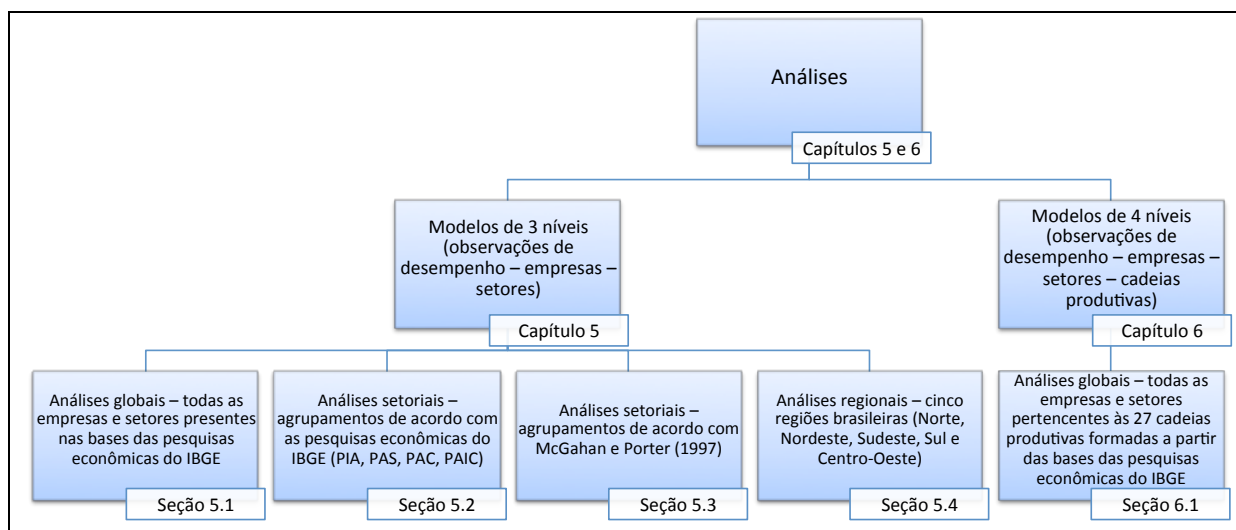 Análises
Capítulos 5 e 6
Modelos de 3 níveis
(observações de
desempenho – empresas –
setores)
Capítulo 5
Modelos de 4 níveis
(observações de
desempenho – empresas –
setores – cadeias
produtivas)
Capítulo 6
Análises globais – todas as
empresas e setores presentes
nas bases das pesquisas
econômicas do IBGE
Seção 5.1
Análises setoriais –
agrupamentos de acordo com
as pesquisas econômicas do
IBGE (PIA, PAS, PAC, PAIC)
Seção 5.2
Análises setoriais –
agrupamentos de acordo com
McGahan e Porter (1997)
Seção 5.3
Análises regionais – cinco
regiões brasileiras (Norte,
Nordeste, Sudeste, Sul e
Centro-Oeste)
Seção 5.4
Análises globais – todas as
empresas e setores
pertencentes às 27 cadeias
produtivas formadas a partir
das bases das pesquisas
econômicas do IBGE
Seção 6.1